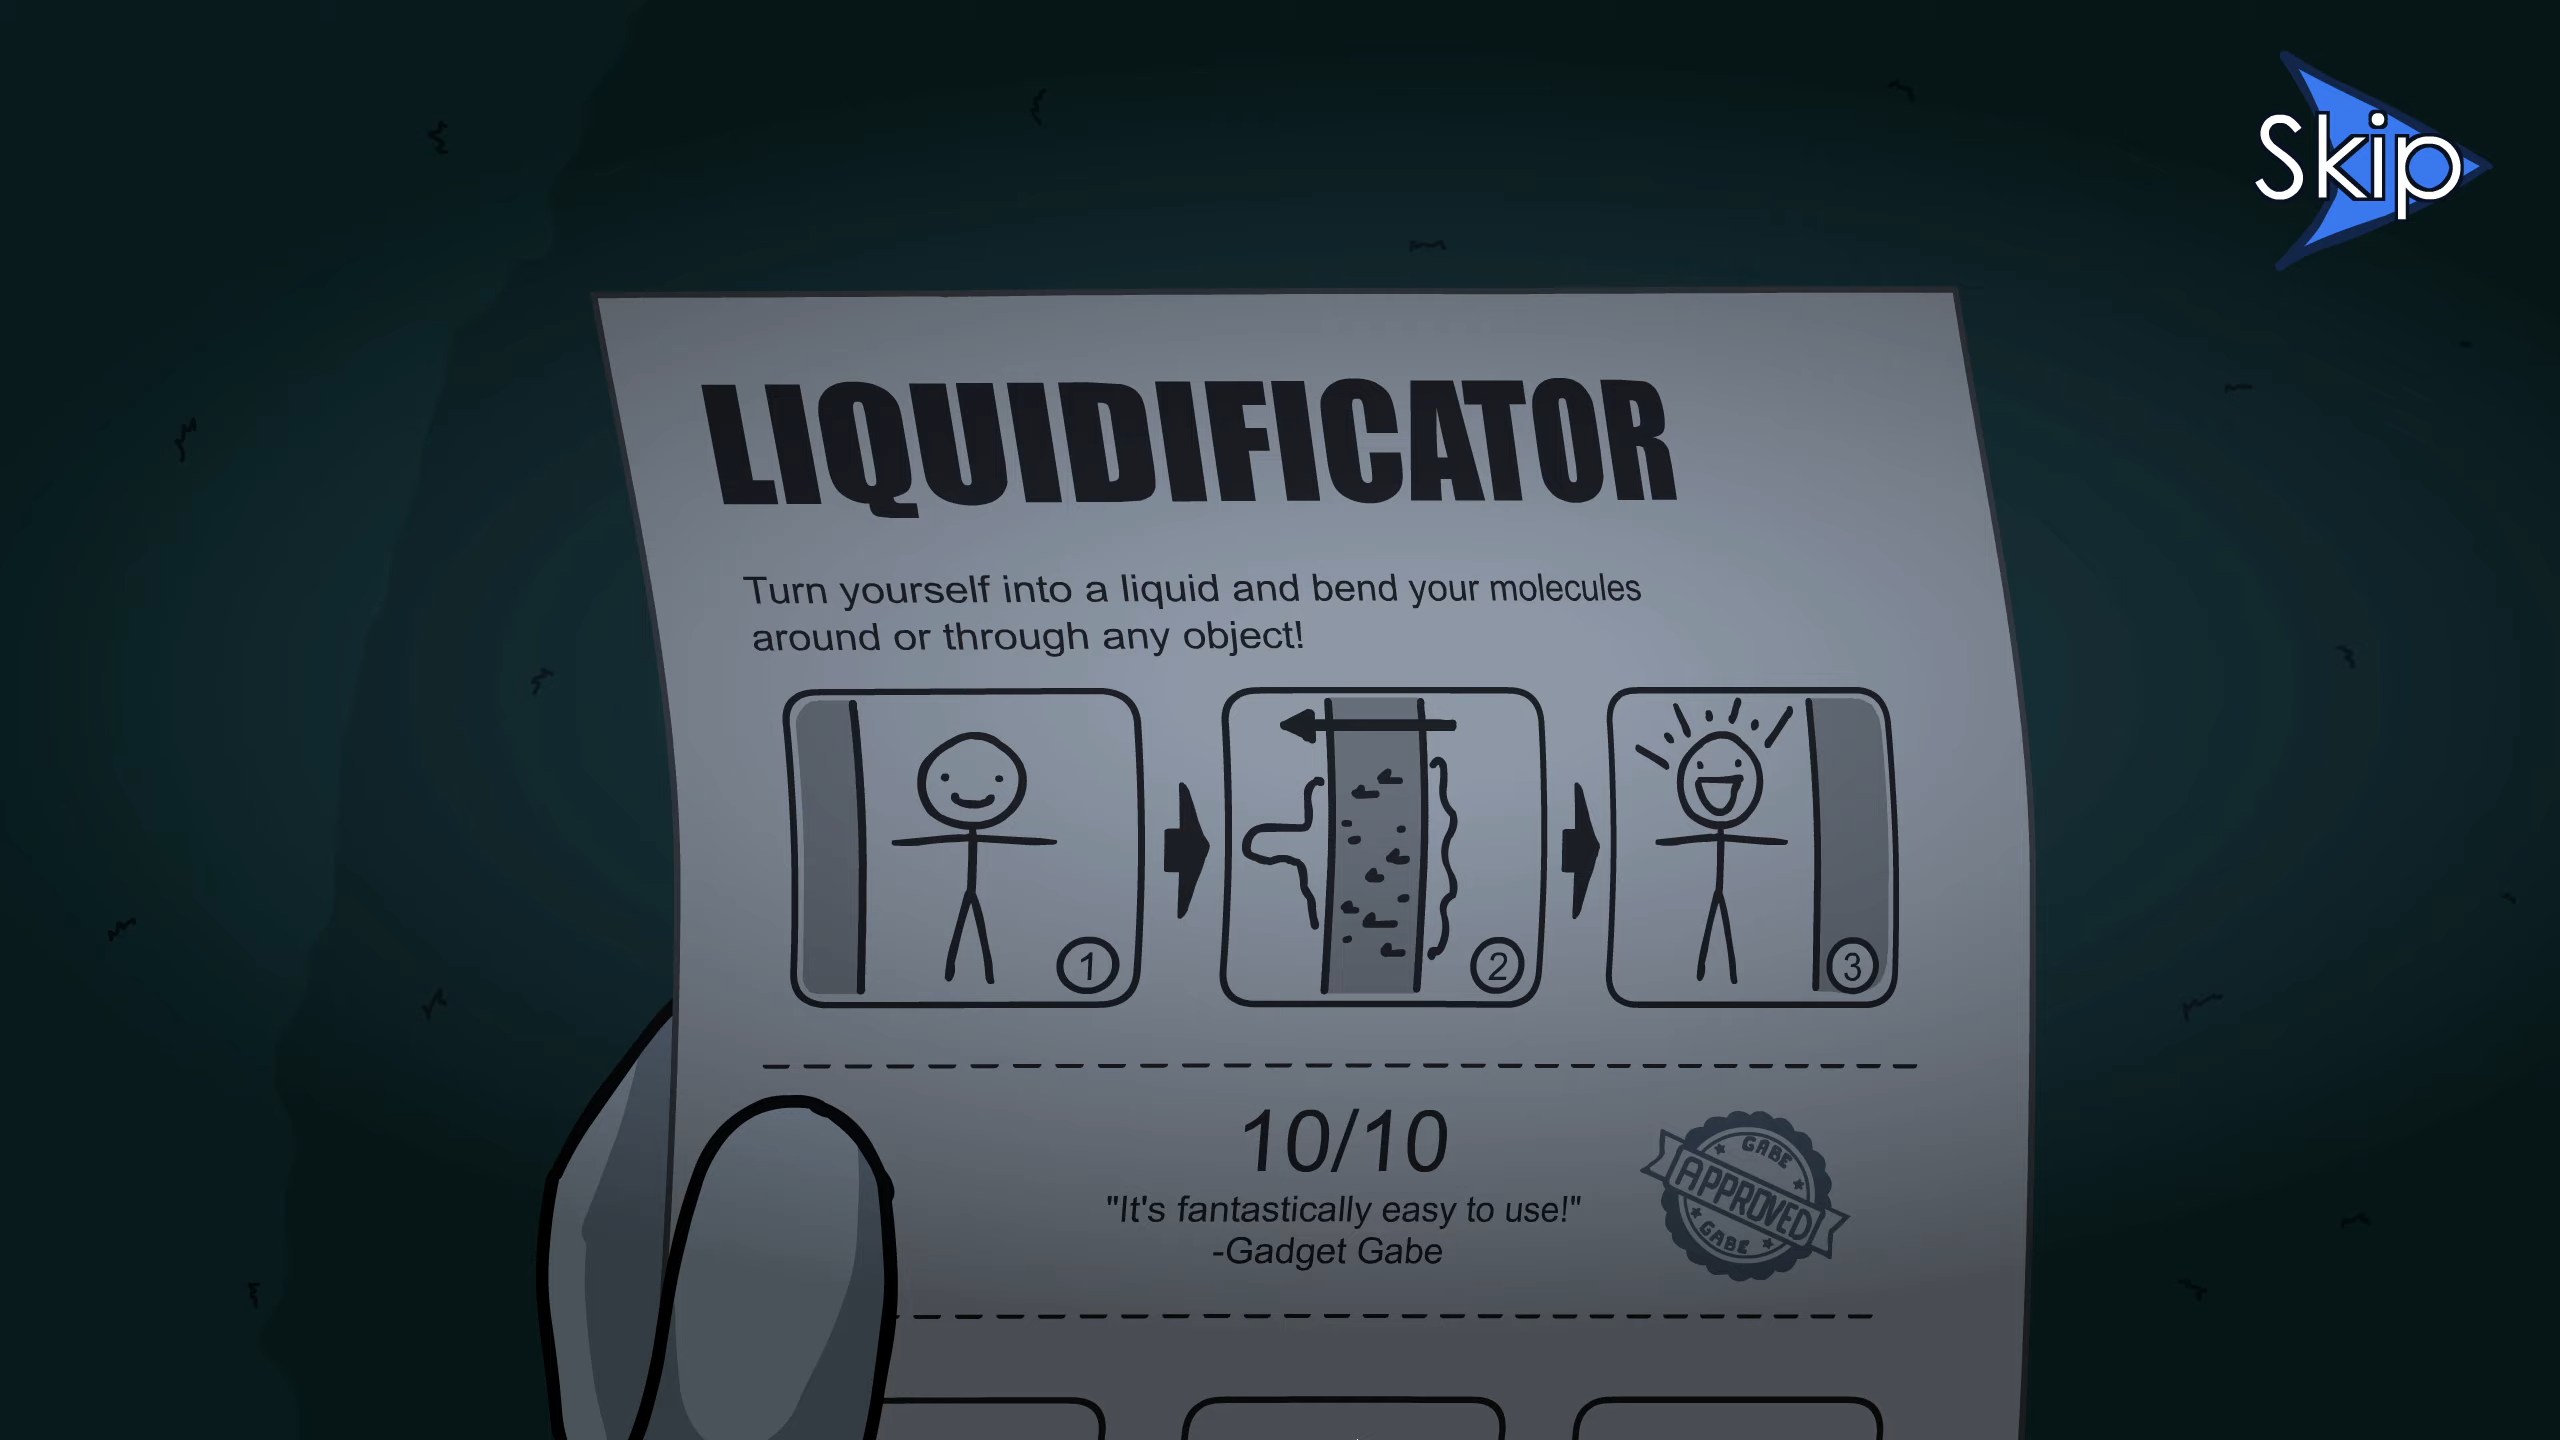 Skip
LIQUIDIFICATOR
Turn yourself into a liquid and bend your molecules
around or through any object!
1
2
3
10/10
"It's fantastically easy to use!"
-Gadget Gabe
GABE
APPROVED
GABE